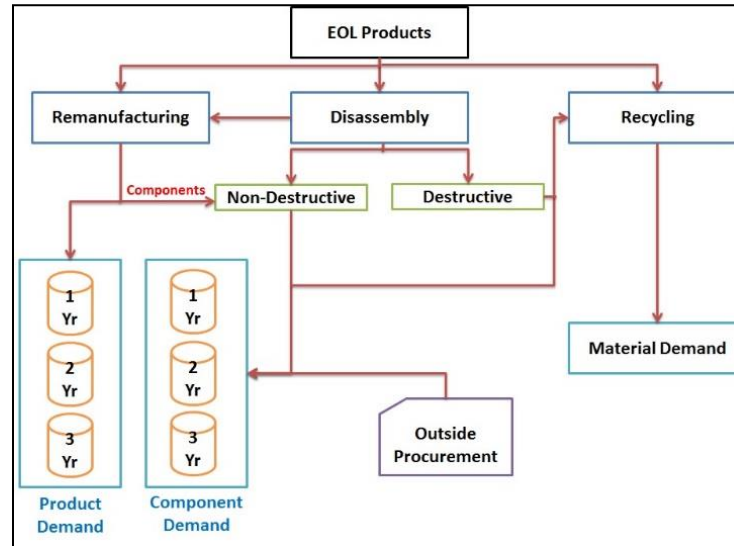 EOL Products
Remanufacturing
Disassembly
Recycling
Components
Non-Destructive
Destructive
1
Yr
2
Yr
3
Yr
1
Yr
2
Yr
3
Yr
Material Demand
Outside
Procurement
Product
Demand
Component
Demand